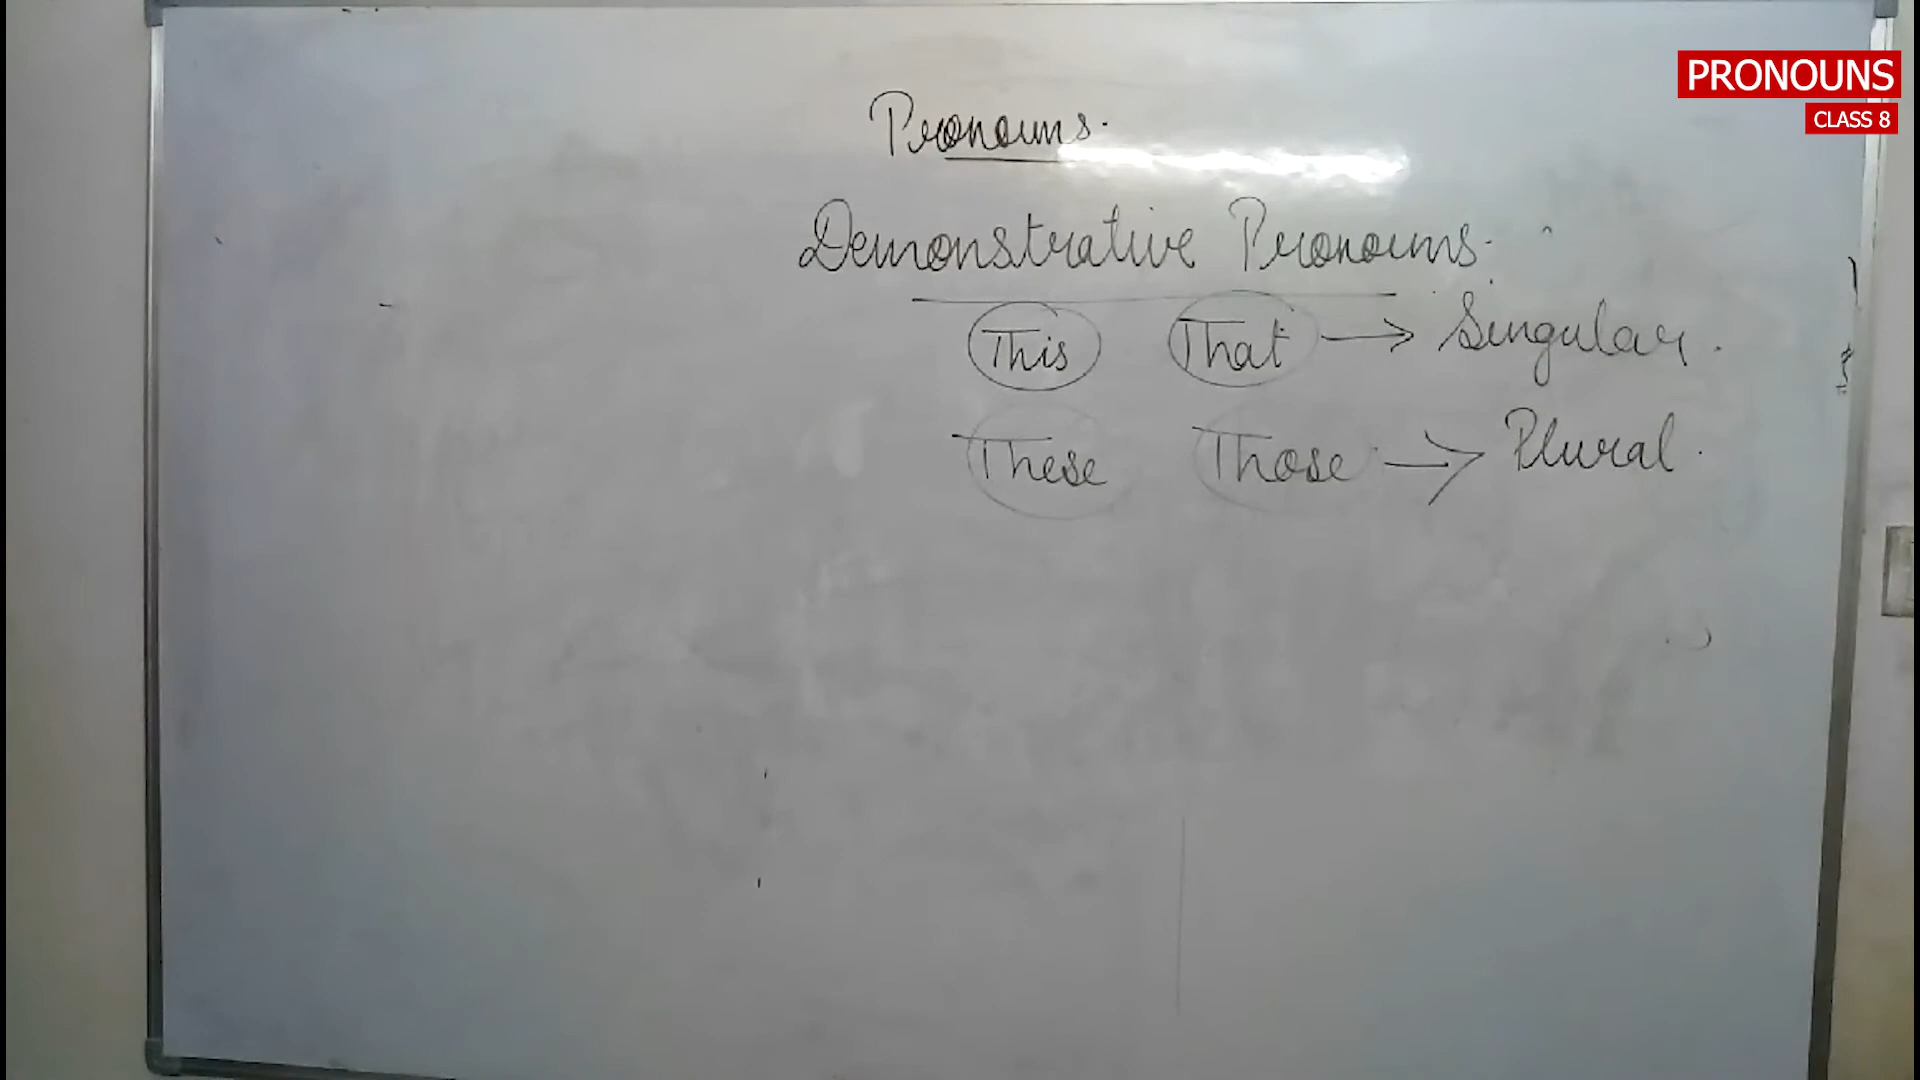 PRONOUNS
CLASS 8
Pronouns.
Demonstrative Pronouns.
This That → Singular.
These Those → Plural.